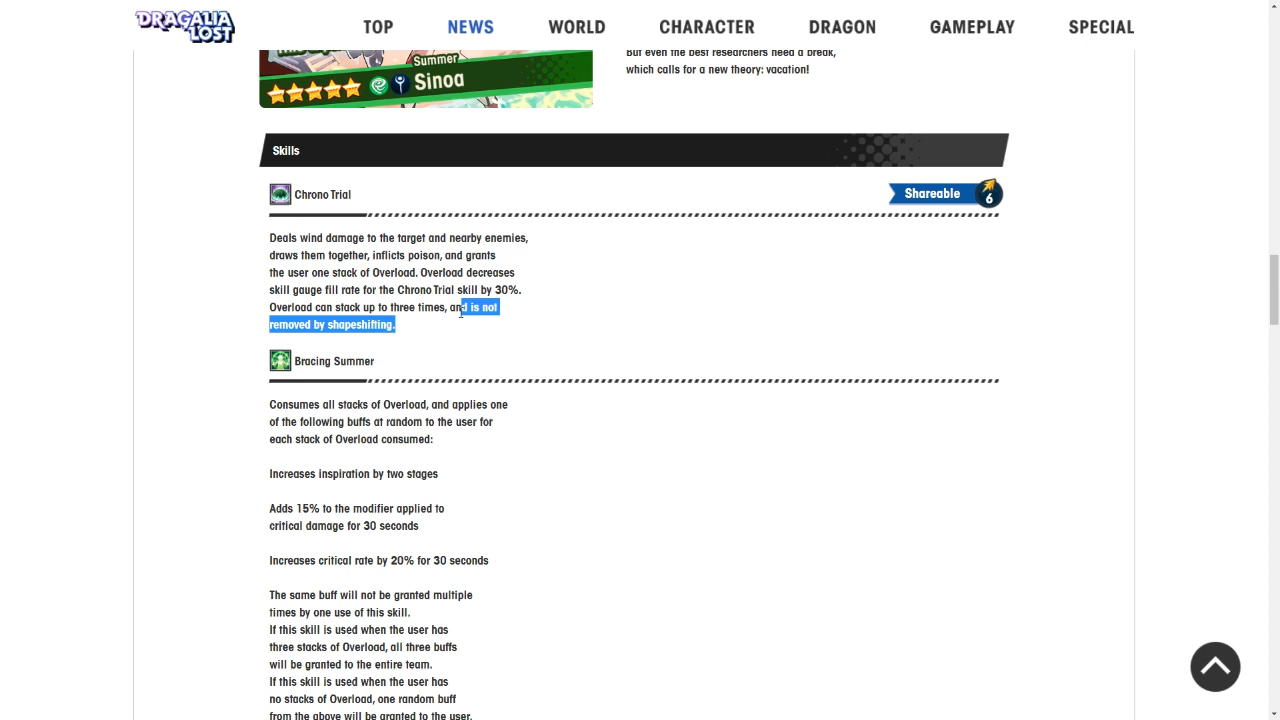 DRAGALIA LOST
TOP NEWS WORLD CHARACTER DRAGON GAMEPLAY SPECIAL
But even the best researchers need a break,
which calls for a new theory: vacation!
Summer
Sinoa
Skills
Chrono Trial
Shareable 6
Deals wind damage to the target and nearby enemies,
draws them together, inflicts poison, and grants
the user one stack of Overload. Overload decreases
skill gauge fill rate for the Chrono Trial skill by 30%.
Overload can stack up to three times, and is not
removed by shapeshifting.
Bracing Summer
Consumes all stacks of Overload, and applies one
of the following buffs at random to the user for
each stack of Overload consumed:
Increases inspiration by two stages
Adds 15% to the modifier applied to
critical damage for 30 seconds
Increases critical rate by 20% for 30 seconds
The same buff will not be granted multiple
times by one use of this skill.
If this skill is used when the user has
three stacks of Overload, all three buffs
will be granted to the entire team.
If this skill is used when the user has
no stacks of Overload, one random buff
from the above will be granted to the user.